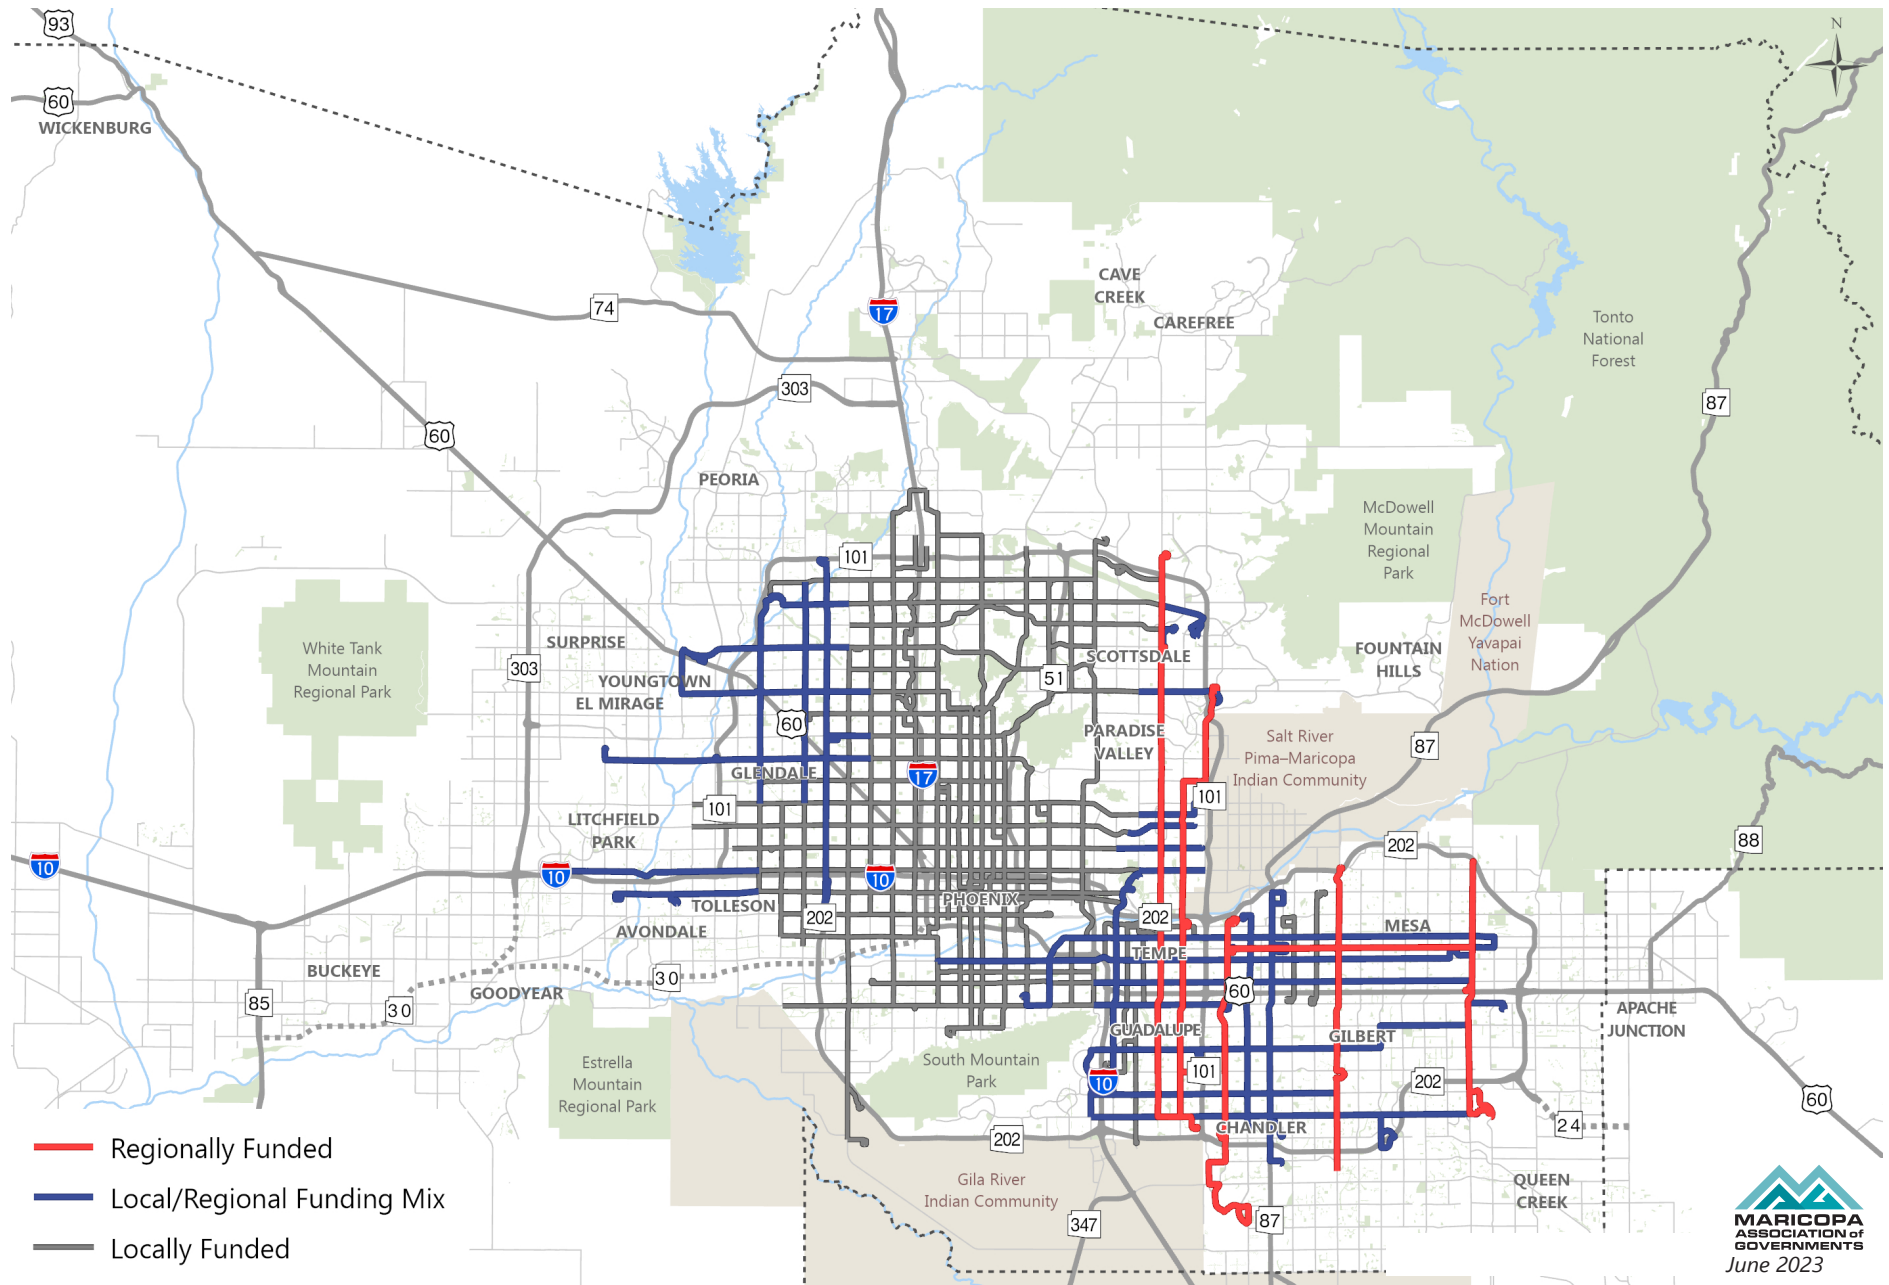 93
N
60
WICKENBURG
CAVE
CREEK
74
17
CAREFREE
Tonto
National
Forest
303
87
60
PEORIA
McDowell
Mountain
Regional
Park
101
Fort
McDowell
Yavapai
Nation
White Tank
Mountain
Regional Park
SURPRISE
303
YOUNGTOWN
EL MIRAGE
SCOTTSDALE
51
FOUNTAIN
HILLS
60
PARADISE
VALLEY
Salt River
Pima–Maricopa
Indian Community
87
GLENDALE
17
101
101
LITCHFIELD
PARK
88
202
10
10
10
PHOENIX
TOLLESON
202
202
AVONDALE
MESA
TEMPE
BUCKEYE
30
GOODYEAR
60
85
30
APACHE
JUNCTION
GUADALUPE
GILBERT
Estrella
Mountain
Regional Park
South Mountain
Park
101
10
202
60
24
CHANDLER
202
Regionally Funded
Gila River
Indian Community
QUEEN
CREEK
Local/Regional Funding Mix
347
87
Locally Funded
MARICOPA
ASSOCIATION of
GOVERNMENTS
June 2023